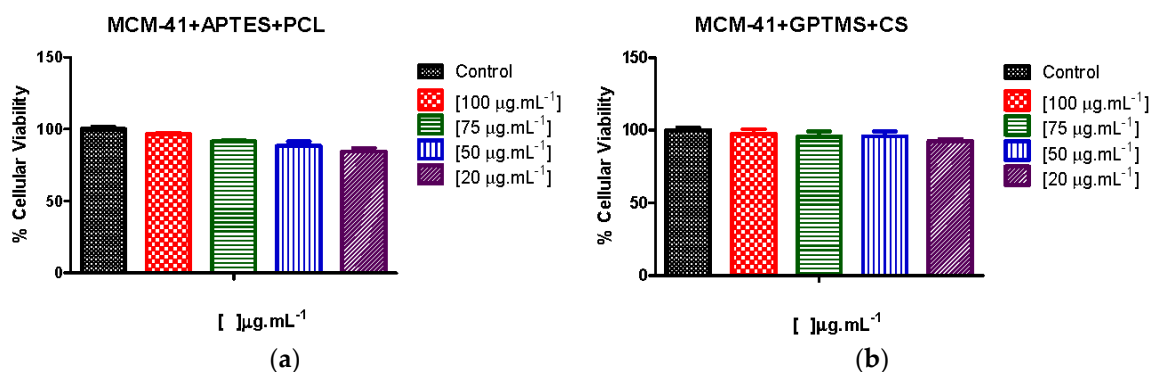 MCM-41+APTES+PCL
150
100
50
0
% Cellular Viability
[ ]µg.mL⁻¹
Control
[100 µg.mL⁻¹]
[75 µg.mL⁻¹]
[50 µg.mL⁻¹]
[20 µg.mL⁻¹]
(a)
MCM-41+GPTMS+CS
150
100
50
0
% Cellular Viability
[ ]µg.mL⁻¹
Control
[100 µg.mL⁻¹]
[75 µg.mL⁻¹]
[50 µg.mL⁻¹]
[20 µg.mL⁻¹]
(b)